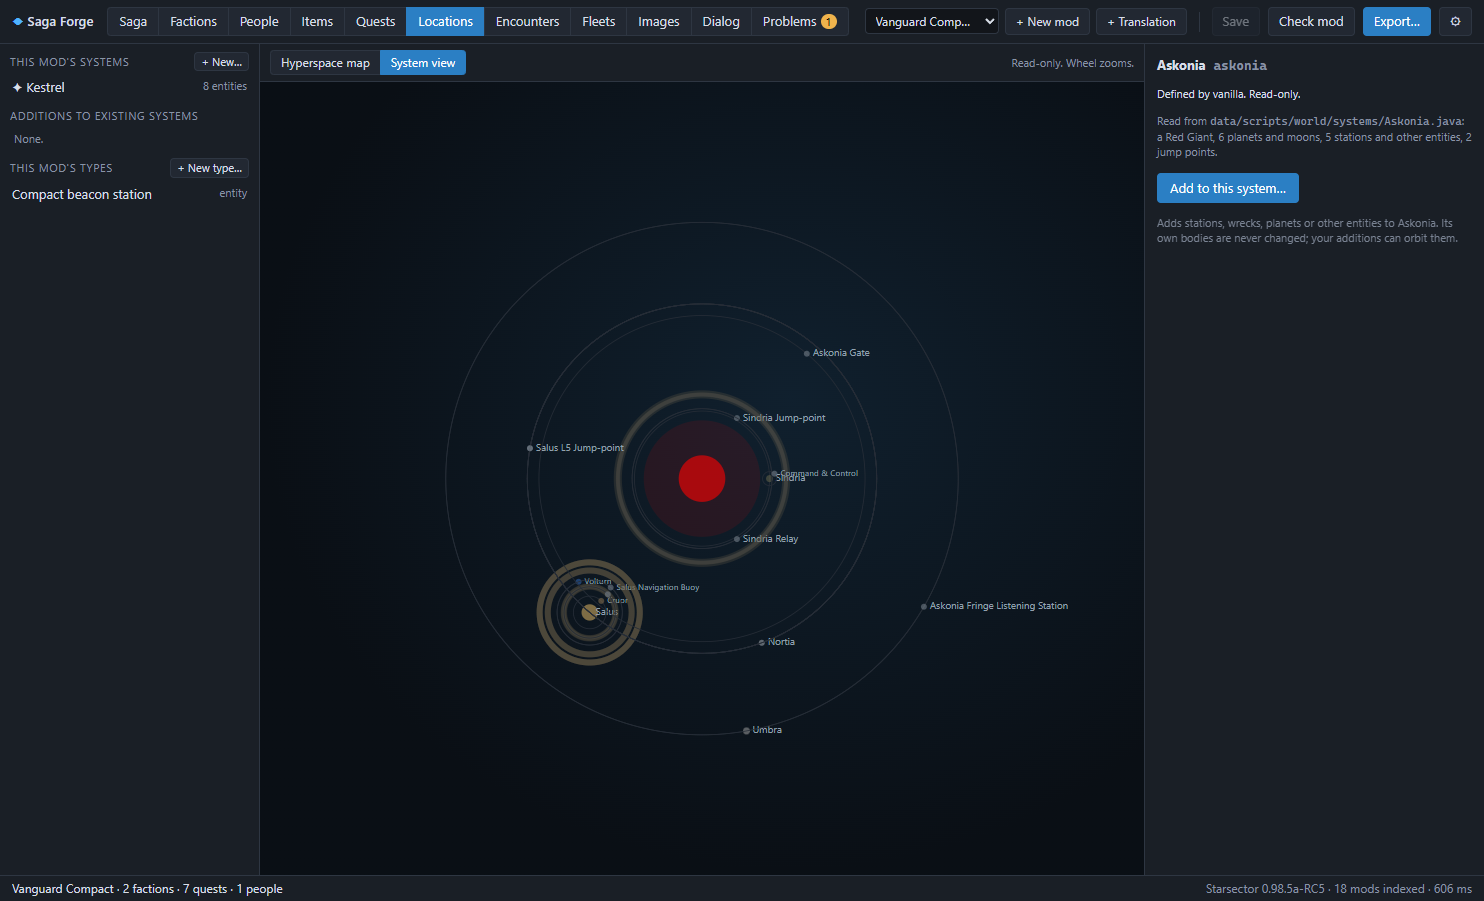 Saga Forge
Saga
Factions
People
Items
Quests
Locations
Encounters
Fleets
Images
Dialog
Problems 1
Vanguard Comp...
+ New mod
+ Translation
Save
Check mod
Export...
THIS MOD'S SYSTEMS
+ New...
Kestrel
8 entities
ADDITIONS TO EXISTING SYSTEMS
None.
THIS MOD'S TYPES
+ New type...
Compact beacon station
entity
Hyperspace map
System view
Read-only. Wheel zooms.
Askonia Gate
Sindria Jump-point
Salus L5 Jump-point
Command & Control
Sindria
Sindria Relay
Volturn
Salus Navigation Buoy
Cruor
Salus
Askonia Fringe Listening Station
Nortia
Umbra
Askonia askonia
Defined by vanilla. Read-only.
Read from data/scripts/world/systems/Askonia.java:
a Red Giant, 6 planets and moons, 5 stations and other entities, 2
jump points.
Add to this system...
Adds stations, wrecks, planets or other entities to Askonia. Its
own bodies are never changed; your additions can orbit them.
Vanguard Compact · 2 factions · 7 quests · 1 people
Starsector 0.98.5a-RC5 · 18 mods indexed · 606 ms